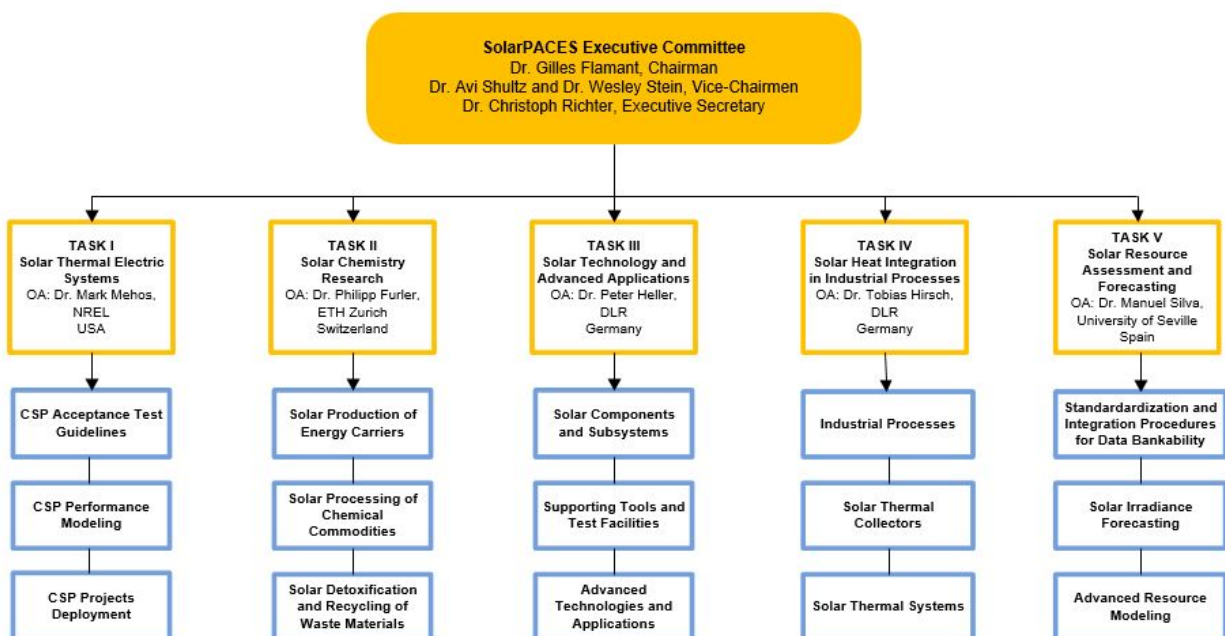 SolarPACES Executive Committee
Dr. Gilles Flamant, Chairman
Dr. Avi Shultz and Dr. Wesley Stein, Vice-Chairmen
Dr. Christoph Richter, Executive Secretary
TASK I
Solar Thermal Electric
Systems
OA: Dr. Mark Mehos,
NREL
USA
TASK II
Solar Chemistry
Research
OA: Dr. Philipp Furler,
ETH Zurich
Switzerland
TASK III
Solar Technology and
Advanced Applications
OA: Dr. Peter Heller,
DLR
Germany
TASK IV
Solar Heat Integration
in Industrial Processes
OA: Dr. Tobias Hirsch,
DLR
Germany
TASK V
Solar Resource
Assessment and
Forecasting
OA: Dr. Manuel Silva,
University of Seville
Spain
CSP Acceptance Test
Guidelines
Solar Production of
Energy Carriers
Solar Components
and Subsystems
Industrial Processes
Standardardization and
Integration Procedures
for Data Bankability
CSP Performance
Modeling
Solar Processing of
Chemical
Commodities
Supporting Tools and
Test Facilities
Solar Thermal
Collectors
Solar Irradiance
Forecasting
CSP Projects
Deployment
Solar Detoxification
and Recycling of
Waste Materials
Advanced
Technologies and
Applications
Solar Thermal Systems
Advanced Resource
Modeling